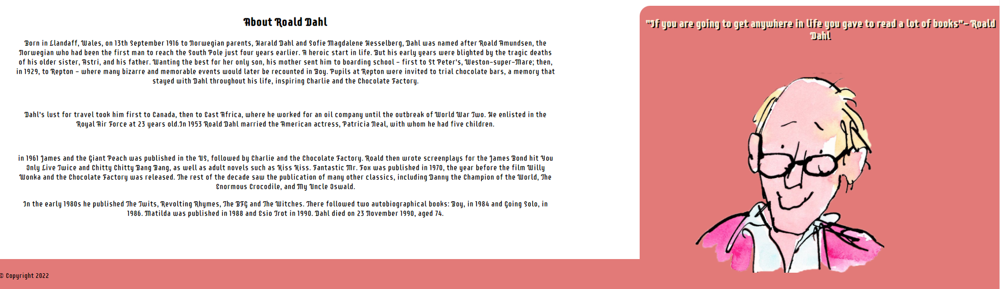 About Roald Dahl
Born in Llandaff, Wales, on 13th September 1916 to Norwegian parents, Harald Dahl and Sofie Magdalene Hesselberg, Dahl was named after Roald Amundsen, the
Norwegian who had been the first man to reach the South Pole just four years earlier. A heroic start in life. But his early years were blighted by the tragic deaths
of his older sister, Astri, and his father. Wanting the best for her only son, his mother sent him to boarding school - first to St Peter's, Weston-super-Mare; then,
in 1929, to Repton - where many bizarre and memorable events would later be recounted in Boy. Pupils at Repton were invited to trial chocolate bars, a memory that
stayed with Dahl throughout his life, inspiring Charlie and the Chocolate Factory.
Dahl's lust for travel took him first to Canada, then to East Africa, where he worked for an oil company until the outbreak of World War Two. He enlisted in the
Royal Air Force at 23 years old.In 1953 Roald Dahl married the American actress, Patricia Neal, with whom he had five children.
in 1961 James and the Giant Peach was published in the US, followed by Charlie and the Chocolate Factory. Roald then wrote screenplays for the James Bond hit You
Only Live Twice and Chitty Chitty Bang Bang, as well as adult novels such as Kiss Kiss. Fantastic Mr. Fox was published in 1970, the year before the film Willy
Wonka and the Chocolate Factory was released. The rest of the decade saw the publication of many other classics, including Danny the Champion of the World, The
Enormous Crocodile, and My Uncle Oswald.
In the early 1980s he published The Twits, Revolting Rhymes, The BFG and The Witches. There followed two autobiographical books: Boy, in 1984 and Going Solo, in
1986. Matilda was published in 1988 and Esio Trot in 1990. Dahl died on 23 November 1990, aged 74.
"If you are going to get anywhere in life you gave to read a lot of books"- Roald
Dahl
© Copyright 2022